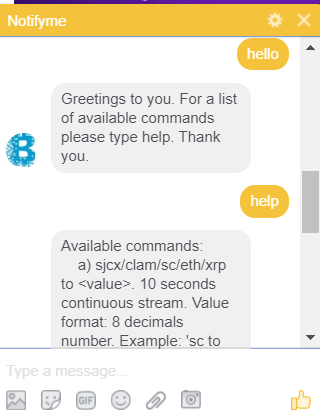 Notifyme
hello
Greetings to you. For a list
of available commands
please type help. Thank
you.
help
Available commands:
a) sjcx/clam/sc/eth/xrp
to <value>. 10 seconds
continuous stream. Value
format: 8 decimals
number. Example: 'sc to
Type a message...
GIF